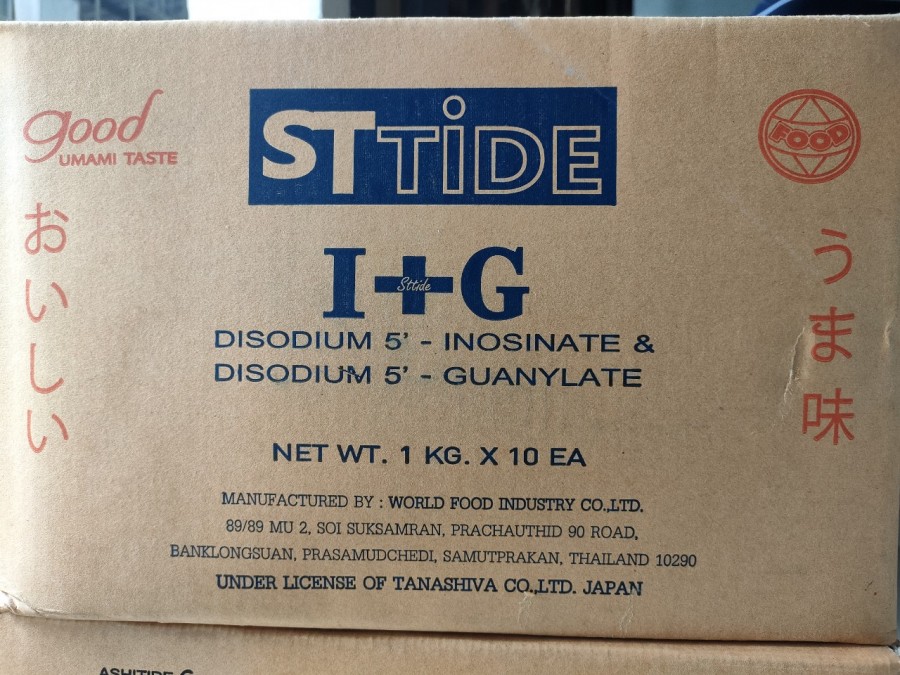 good
UMAMI TASTE
STTiDE
FOOD
おいしい
うま味
I+G
Sttide
DISODIUM 5' - INOSINATE &
DISODIUM 5' - GUANYLATE
NET WT. 1 KG. X 10 EA
MANUFACTURED BY : WORLD FOOD INDUSTRY CO.,LTD.
89/89 MU 2, SOI SUKSAMRAN, PRACHAUTHID 90 ROAD,
BANKLONGSUAN, PRASAMUDCHEDI, SAMUTPRAKAN, THAILAND 10290
UNDER LICENSE OF TANASHIVA CO.,LTD. JAPAN